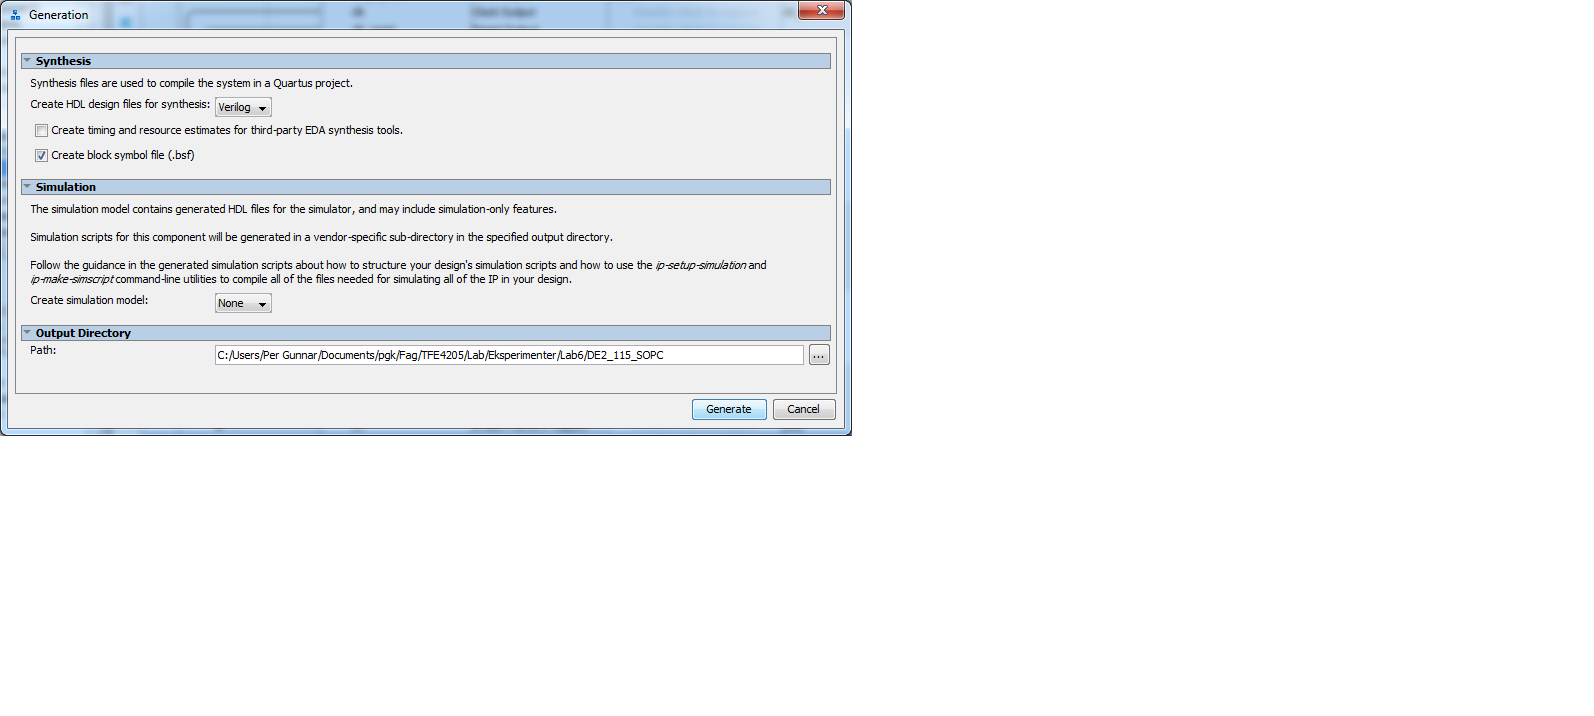 Generation
Synthesis
Synthesis files are used to compile the system in a Quartus project.
Create HDL design files for synthesis: Verilog
Create timing and resource estimates for third-party EDA synthesis tools.
Create block symbol file (.bsf)
Simulation
The simulation model contains generated HDL files for the simulator, and may include simulation-only features.
Simulation scripts for this component will be generated in a vendor-specific sub-directory in the specified output directory.
Follow the guidance in the generated simulation scripts about how to structure your design's simulation scripts and how to use the ip-setup-simulation and
ip-make-simscript command-line utilities to compile all of the files needed for simulating all of the IP in your design.
Create simulation model: None
Output Directory
Path: C:/Users/Per Gunnar/Documents/pgk/Fag/TFE4205/Lab/Eksperimenter/Lab6/DE2_115_SOPC ...
Generate Cancel